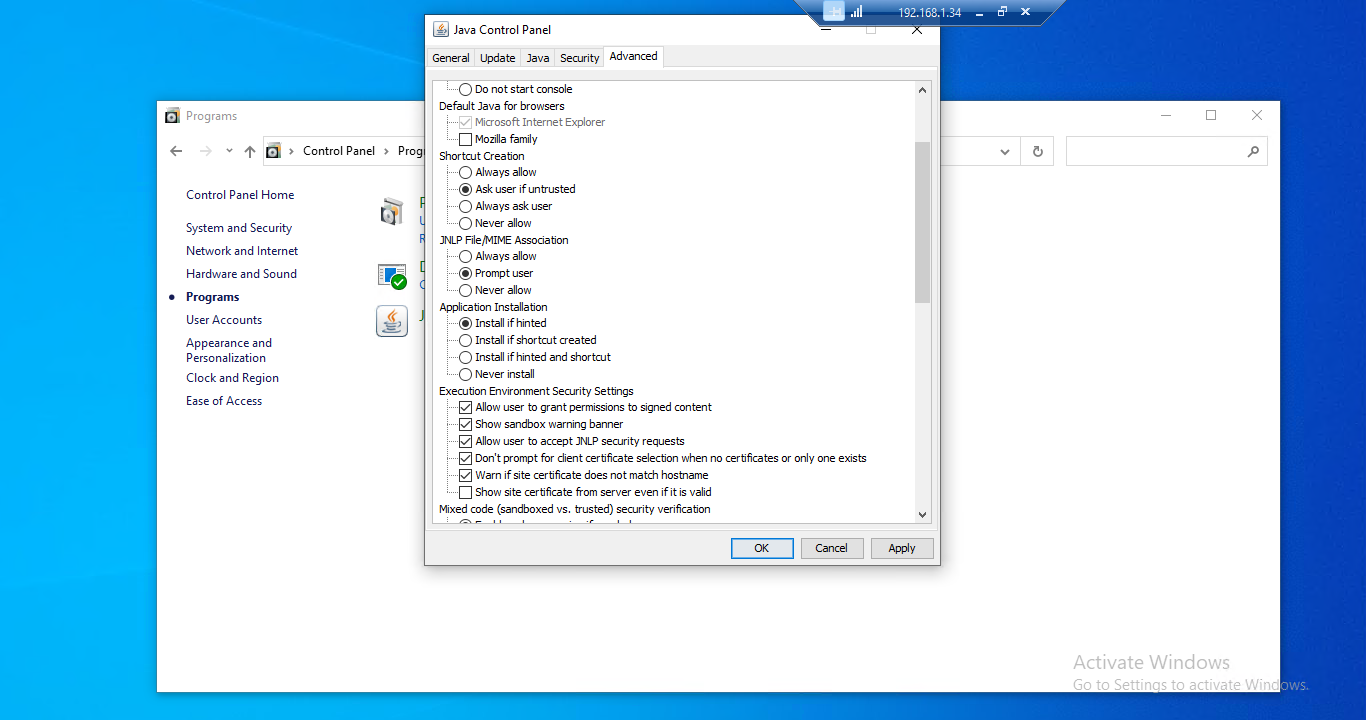 192.168.1.34
Java Control Panel
General Update Java Security Advanced
Do not start console
Default Java for browsers
Microsoft Internet Explorer
Mozilla family
Shortcut Creation
Always allow
Ask user if untrusted
Always ask user
Never allow
JNLP File/MIME Association
Always allow
Prompt user
Never allow
Application Installation
Install if hinted
Install if shortcut created
Install if hinted and shortcut
Never install
Execution Environment Security Settings
Allow user to grant permissions to signed content
Show sandbox warning banner
Allow user to accept JNLP security requests
Don't prompt for client certificate selection when no certificates or only one exists
Warn if site certificate does not match hostname
Show site certificate from server even if it is valid
Mixed code (sandboxed vs. trusted) security verification
OK Cancel Apply
Programs
Control Panel
Control Panel Home
System and Security
Network and Internet
Hardware and Sound
Programs
User Accounts
Appearance and
Personalization
Clock and Region
Ease of Access
Activate Windows
Go to Settings to activate Windows.